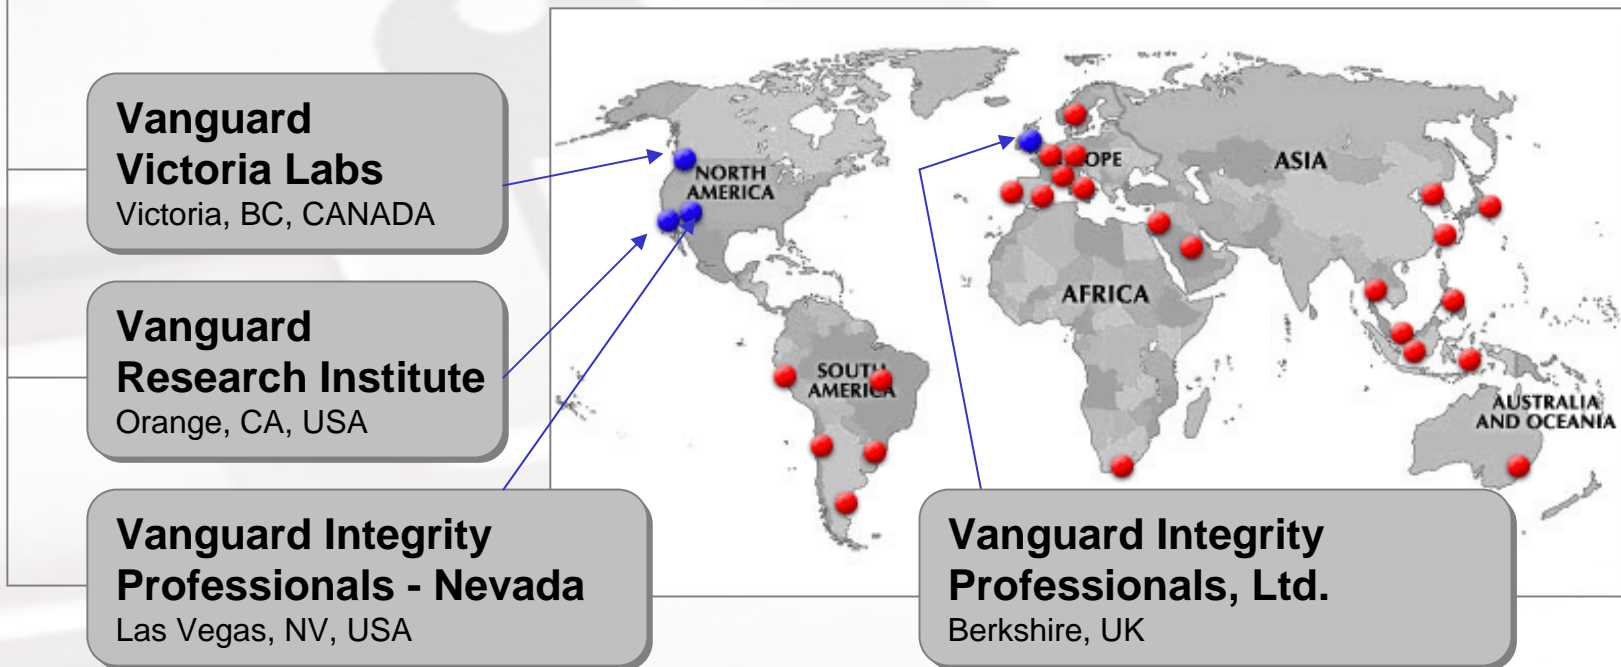 Vanguard
Victoria Labs
Victoria, BC, CANADA
Vanguard
Research Institute
Orange, CA, USA
Vanguard Integrity
Professionals - Nevada
Las Vegas, NV, USA
Vanguard Integrity
Professionals, Ltd.
Berkshire, UK
NORTH
AMERICA
SOUTH
AMERICA
ASIA
AFRICA
AUSTRALIA
AND OCEANIA